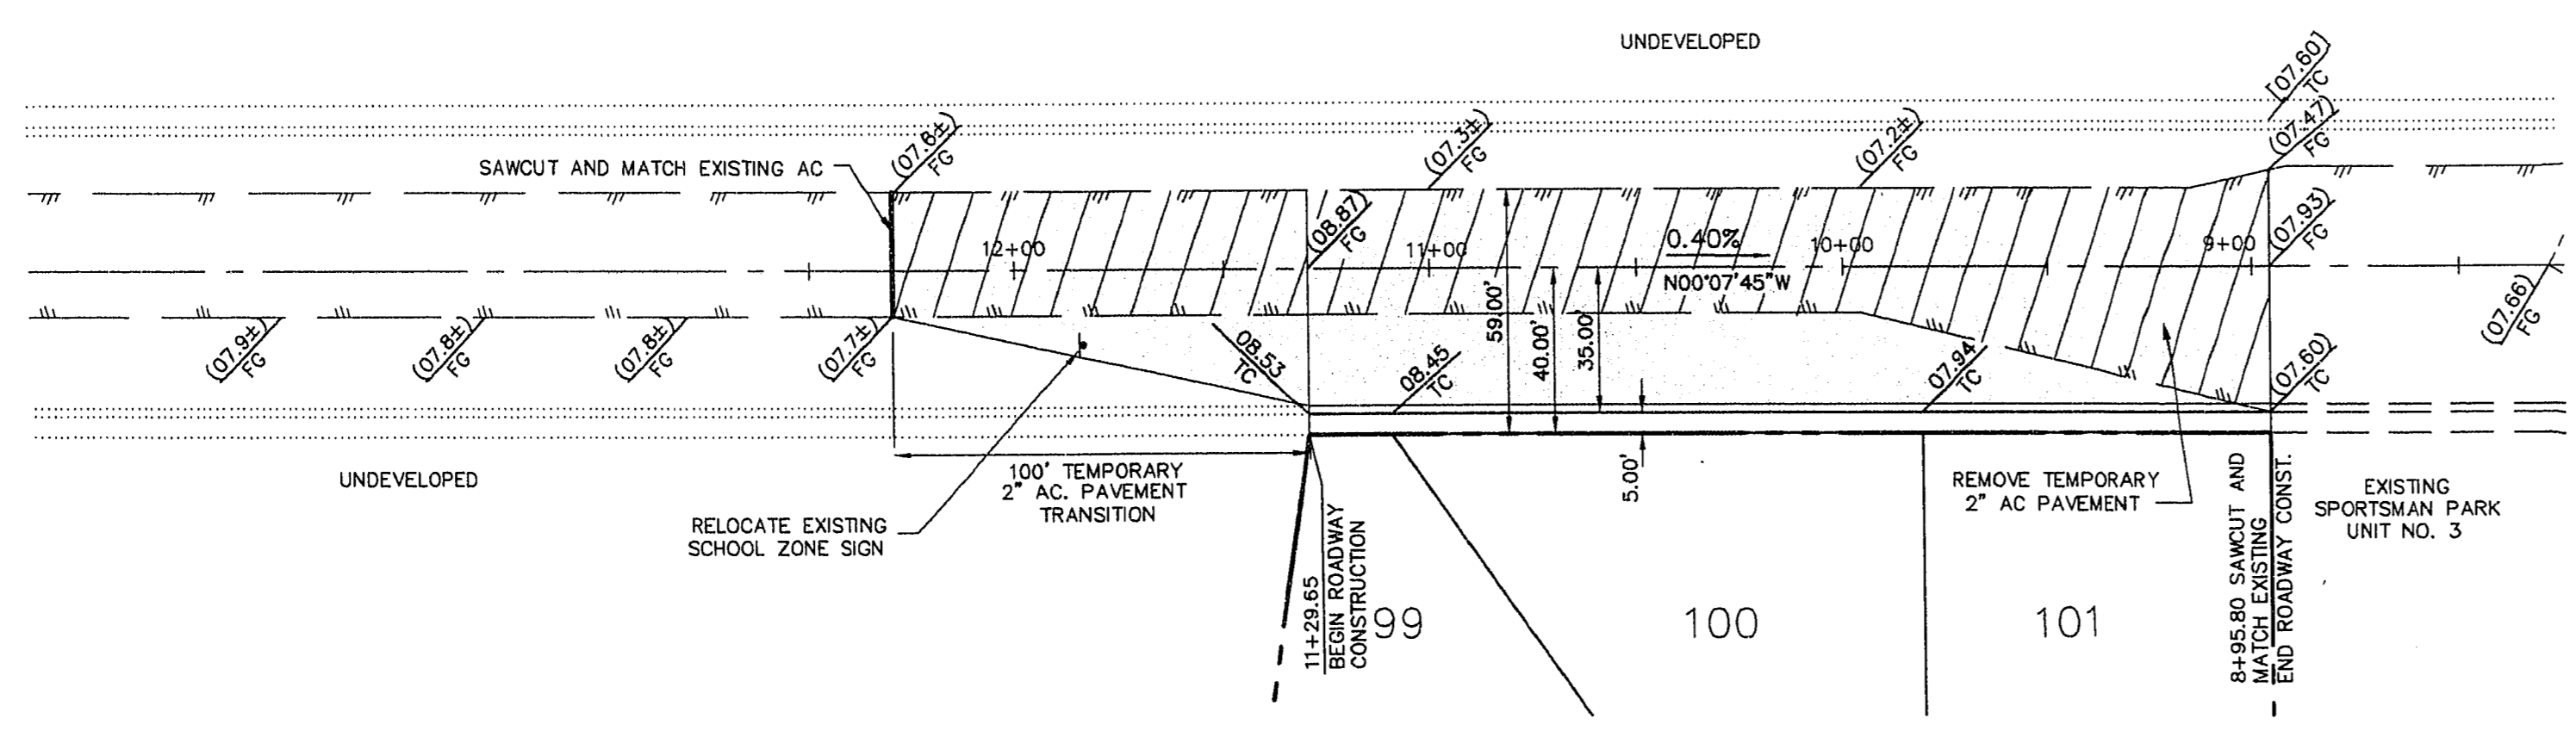 UNDEVELOPED
[07.60]
TC
(07.47)
FG
(07.6±)
FG
(07.3±)
FG
(07.2±)
FG
SAWCUT AND MATCH EXISTING AC
(08.87)
FG
(07.93)
FG
12+00
11+00
0.40%
10+00
9+00
N00°07'45"W
59.00'
40.00'
35.00'
(07.66)
FG
(07.9±)
FG
(07.8±)
FG
(07.8±)
FG
(07.7±)
FG
08.53
TC
08.45
TC
07.94
TC
(07.60)
TC
UNDEVELOPED
100' TEMPORARY
2" AC. PAVEMENT
TRANSITION
5.00'
REMOVE TEMPORARY
2" AC PAVEMENT
EXISTING
SPORTSMAN PARK
UNIT NO. 3
RELOCATE EXISTING
SCHOOL ZONE SIGN
11+29.65
BEGIN ROADWAY
CONSTRUCTION
99
100
101
8+95.80 SAWCUT AND
MATCH EXISTING
END ROADWAY CONST.